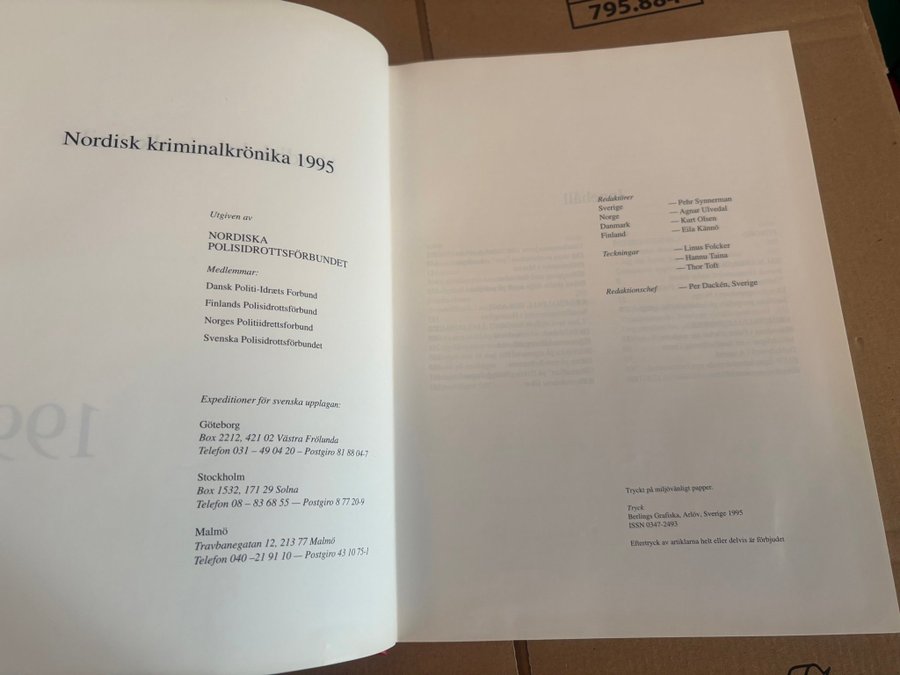 795.884
Nordisk kriminalkrönika 1995
Utgiven av
NORDISKA
POLISIDROTTSFÖRBUNDET
Medlemmar:
Dansk Politi-Idræts Forbund
Finlands Polisidrottsförbund
Norges Politiidrettsforbund
Svenska Polisidrottsförbundet
Expeditioner för svenska upplagan:
Göteborg
Box 2212, 421 02 Västra Frölunda
Telefon 031 – 49 04 20 – Postgiro 81 88 04-7
Stockholm
Box 1532, 171 29 Solna
Telefon 08 – 83 68 55 — Postgiro 8 77 20-9
Malmö
Travbanegatan 12, 213 77 Malmö
Telefon 040 –21 91 10 — Postgiro 43 10 75-1
Redaktörer
Sverige — Pehr Synnerman
Norge — Agnar Ulvedal
Danmark — Kurt Olsen
Finland — Eila Kännö
Teckningar — Linus Folcker
— Hannu Taina
— Thor Toft
Redaktionschef — Per Dackén, Sverige
Tryckt på miljövänligt papper.
Tryck
Berlings Grafiska, Arlöv, Sverige 1995
ISSN 0347-2493
Eftertryck av artiklarna helt eller delvis är förbjudet